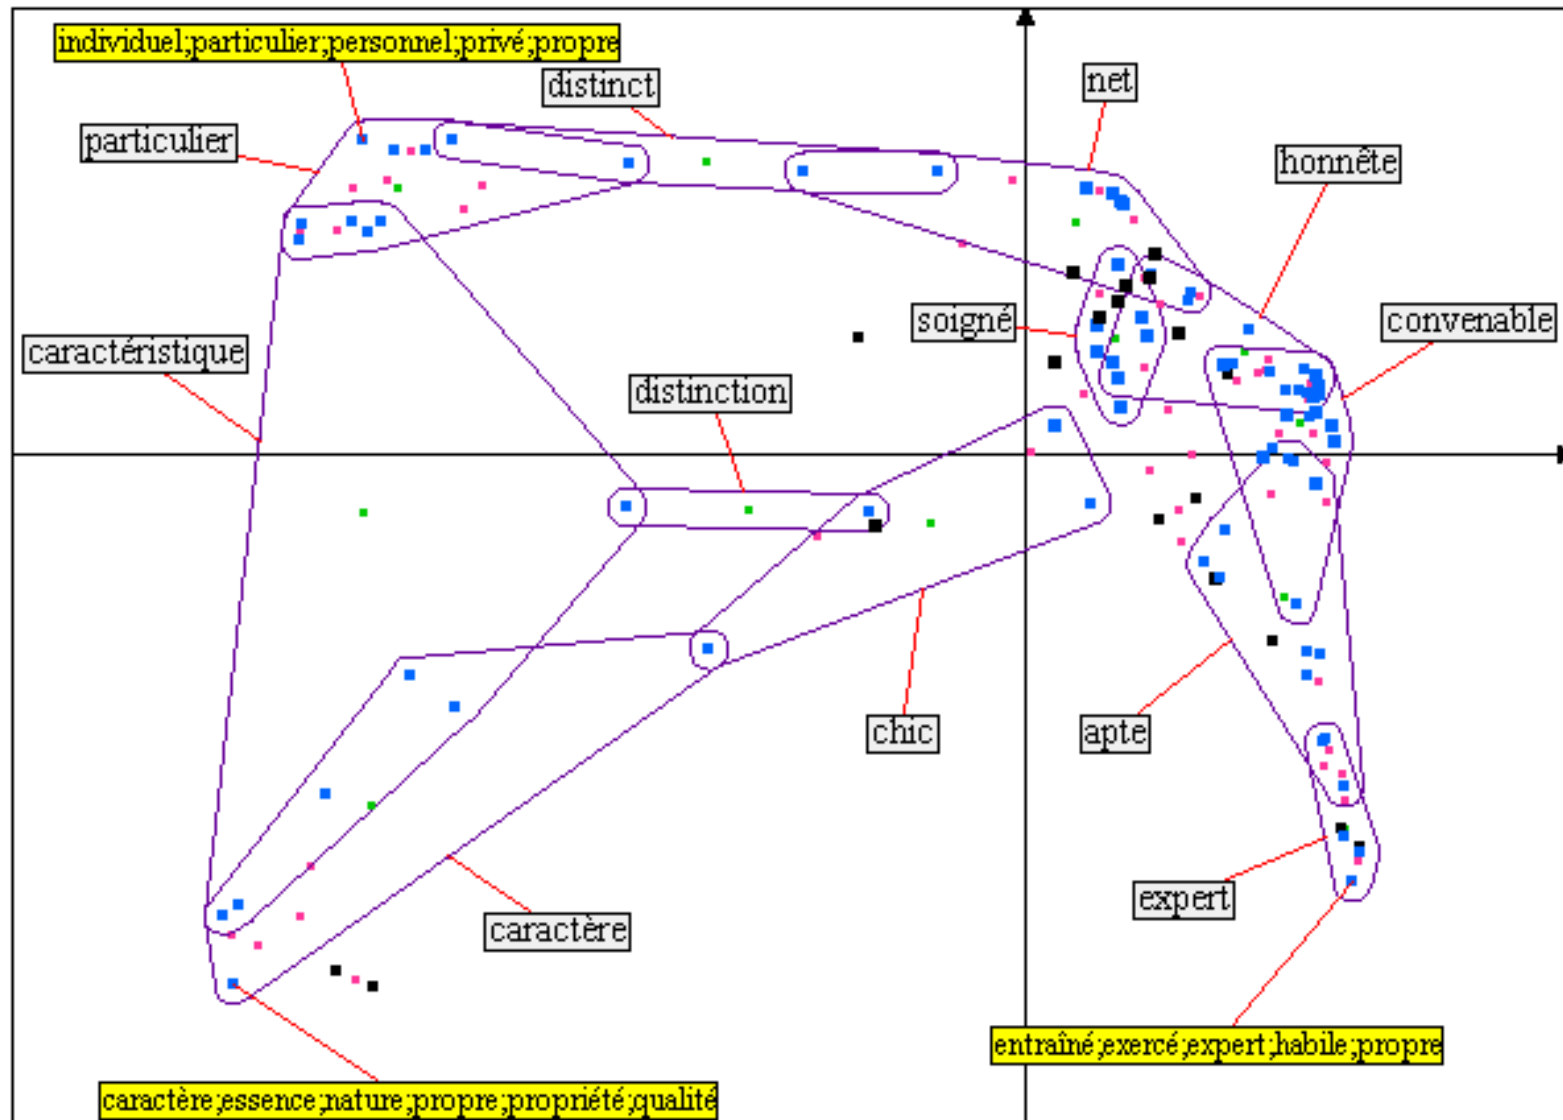 individuel;particulier;personnel;privé;propre
distinct
net
particulier
honnête
soigné
convenable
caractéristique
distinction
chic
apte
expert
caractère
entraîné;exercé;expert;habile;propre
caractère;essence;nature;propre;propriété;qualité